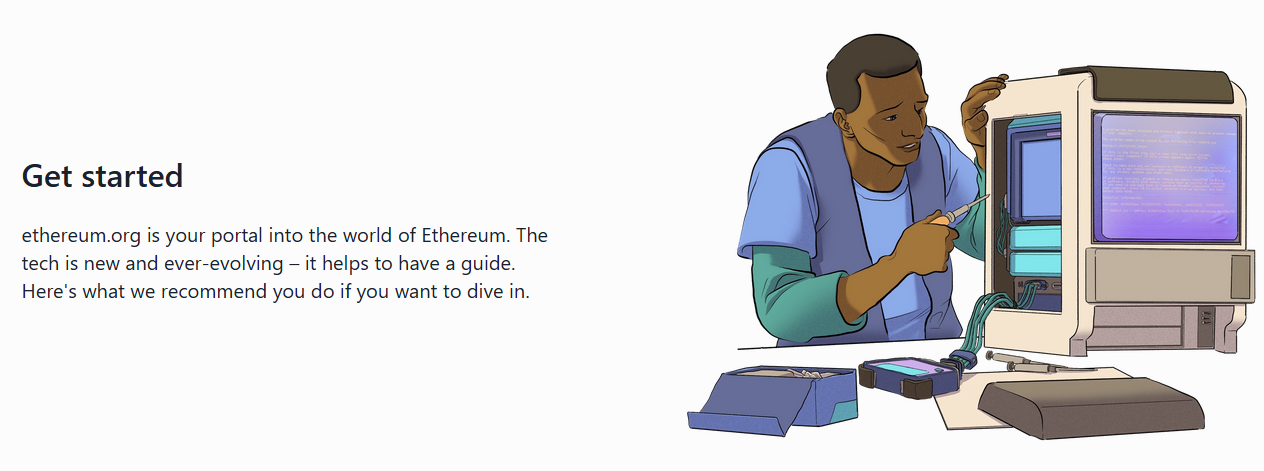 Get started
ethereum.org is your portal into the world of Ethereum. The
tech is new and ever-evolving – it helps to have a guide.
Here's what we recommend you do if you want to dive in.